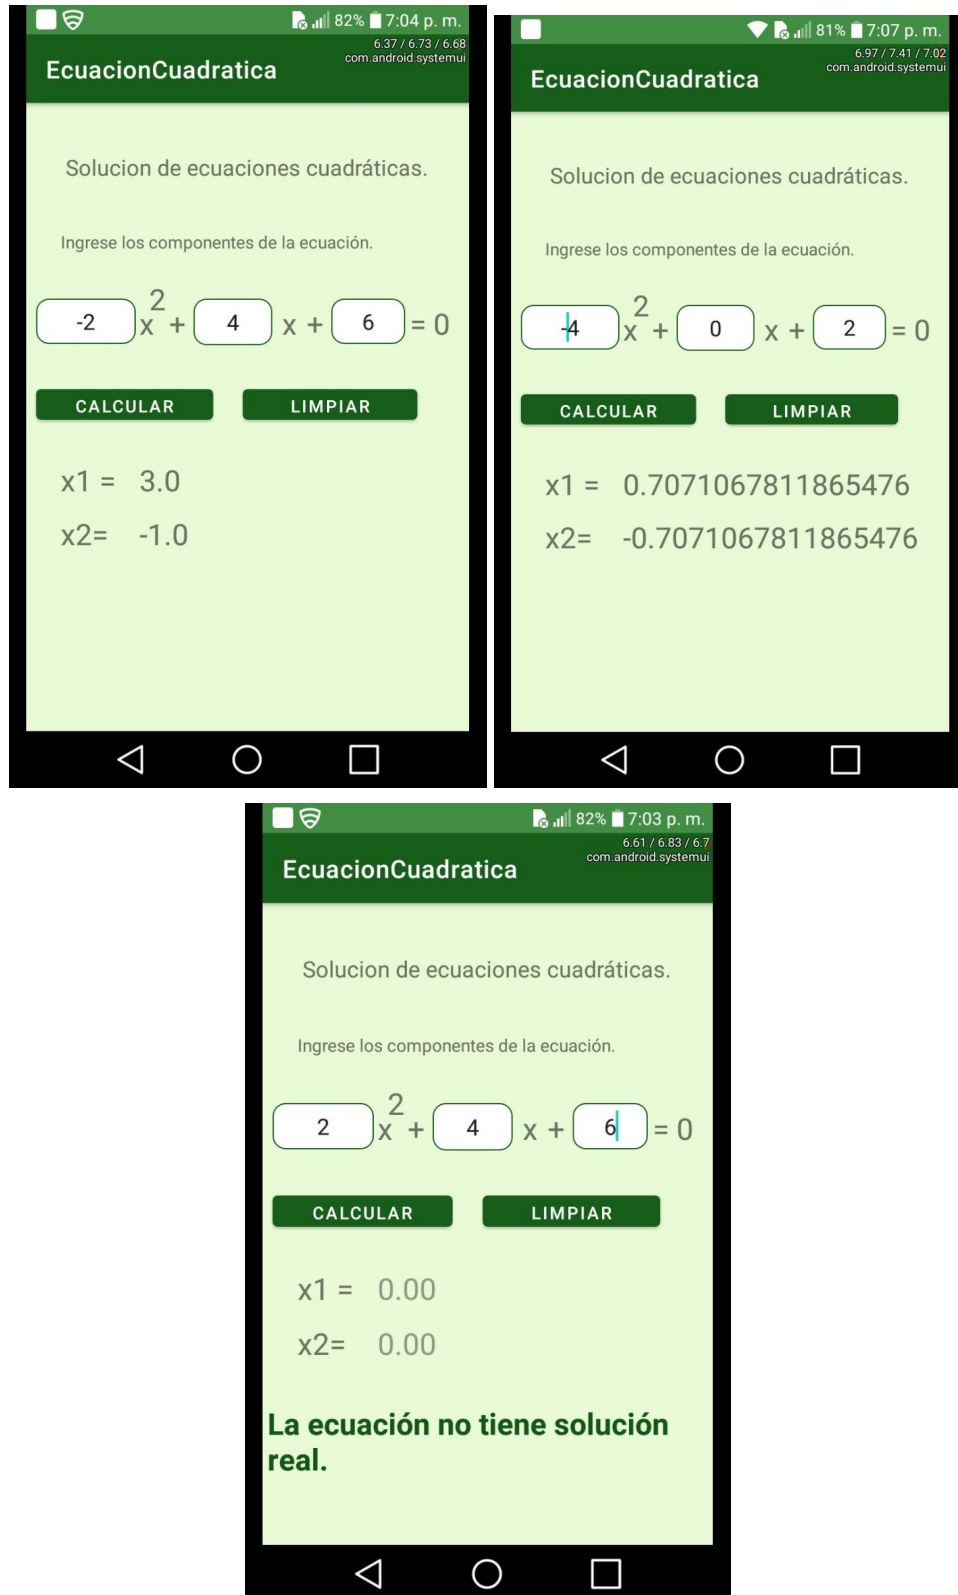 82% 7:04 p. m.
6.37 / 6.73 / 6.68
com.android.systemui
EcuacionCuadratica
Solucion de ecuaciones cuadráticas.
Ingrese los componentes de la ecuación.
-2 x2 + 4 x + 6 = 0
CALCULAR LIMPIAR
x1 = 3.0
x2= -1.0
81% 7:07 p. m.
6.97 / 7.41 / 7.02
com.android.systemui
EcuacionCuadratica
Solucion de ecuaciones cuadráticas.
Ingrese los componentes de la ecuación.
-4 x2 + 0 x + 2 = 0
CALCULAR LIMPIAR
x1 = 0.7071067811865476
x2= -0.7071067811865476
82% 7:03 p. m.
6.61 / 6.83 / 6.7
com.android.systemui
EcuacionCuadratica
Solucion de ecuaciones cuadráticas.
Ingrese los componentes de la ecuación.
2 x2 + 4 x + 6 = 0
CALCULAR LIMPIAR
x1 = 0.00
x2= 0.00
La ecuación no tiene solución
real.